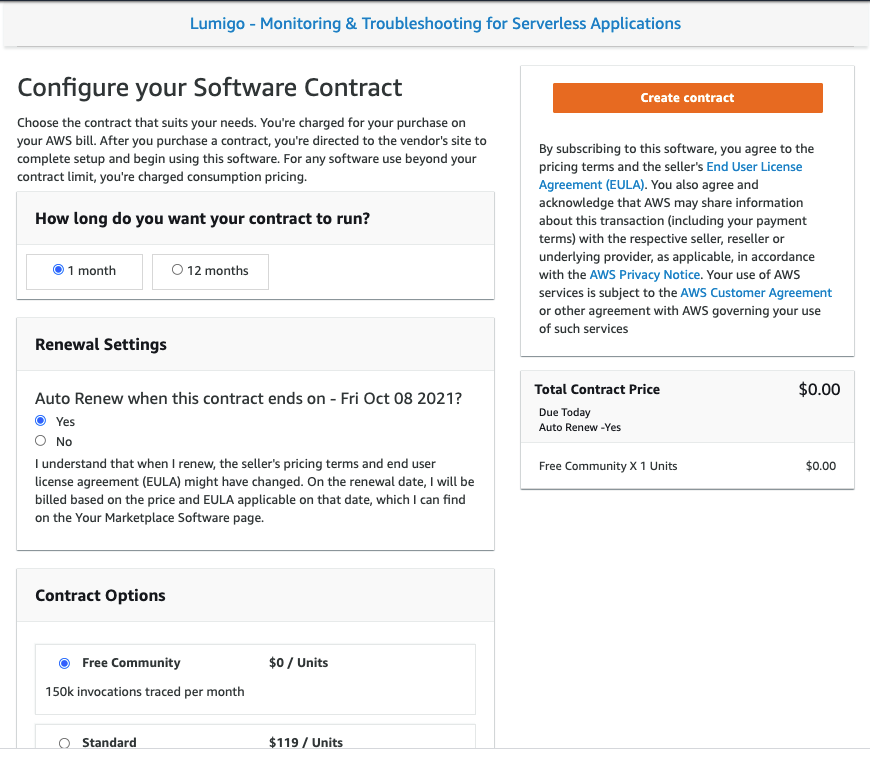 Lumigo - Monitoring & Troubleshooting for Serverless Applications
Configure your Software Contract
Choose the contract that suits your needs. You're charged for your purchase on
your AWS bill. After you purchase a contract, you're directed to the vendor's site to
complete setup and begin using this software. For any software use beyond your
contract limit, you're charged consumption pricing.
How long do you want your contract to run?
1 month
12 months
Renewal Settings
Auto Renew when this contract ends on - Fri Oct 08 2021?
Yes
No
I understand that when I renew, the seller's pricing terms and end user
license agreement (EULA) might have changed. On the renewal date, I will be
billed based on the price and EULA applicable on that date, which I can find
on the Your Marketplace Software page.
Contract Options
Free Community $0 / Units
150k invocations traced per month
Standard $119 / Units
Create contract
By subscribing to this software, you agree to the
pricing terms and the seller's End User License
Agreement (EULA). You also agree and
acknowledge that AWS may share information
about this transaction (including your payment
terms) with the respective seller, reseller or
underlying provider, as applicable, in accordance
with the AWS Privacy Notice. Your use of AWS
services is subject to the AWS Customer Agreement
or other agreement with AWS governing your use
of such services
Total Contract Price $0.00
Due Today
Auto Renew -Yes
Free Community X 1 Units $0.00